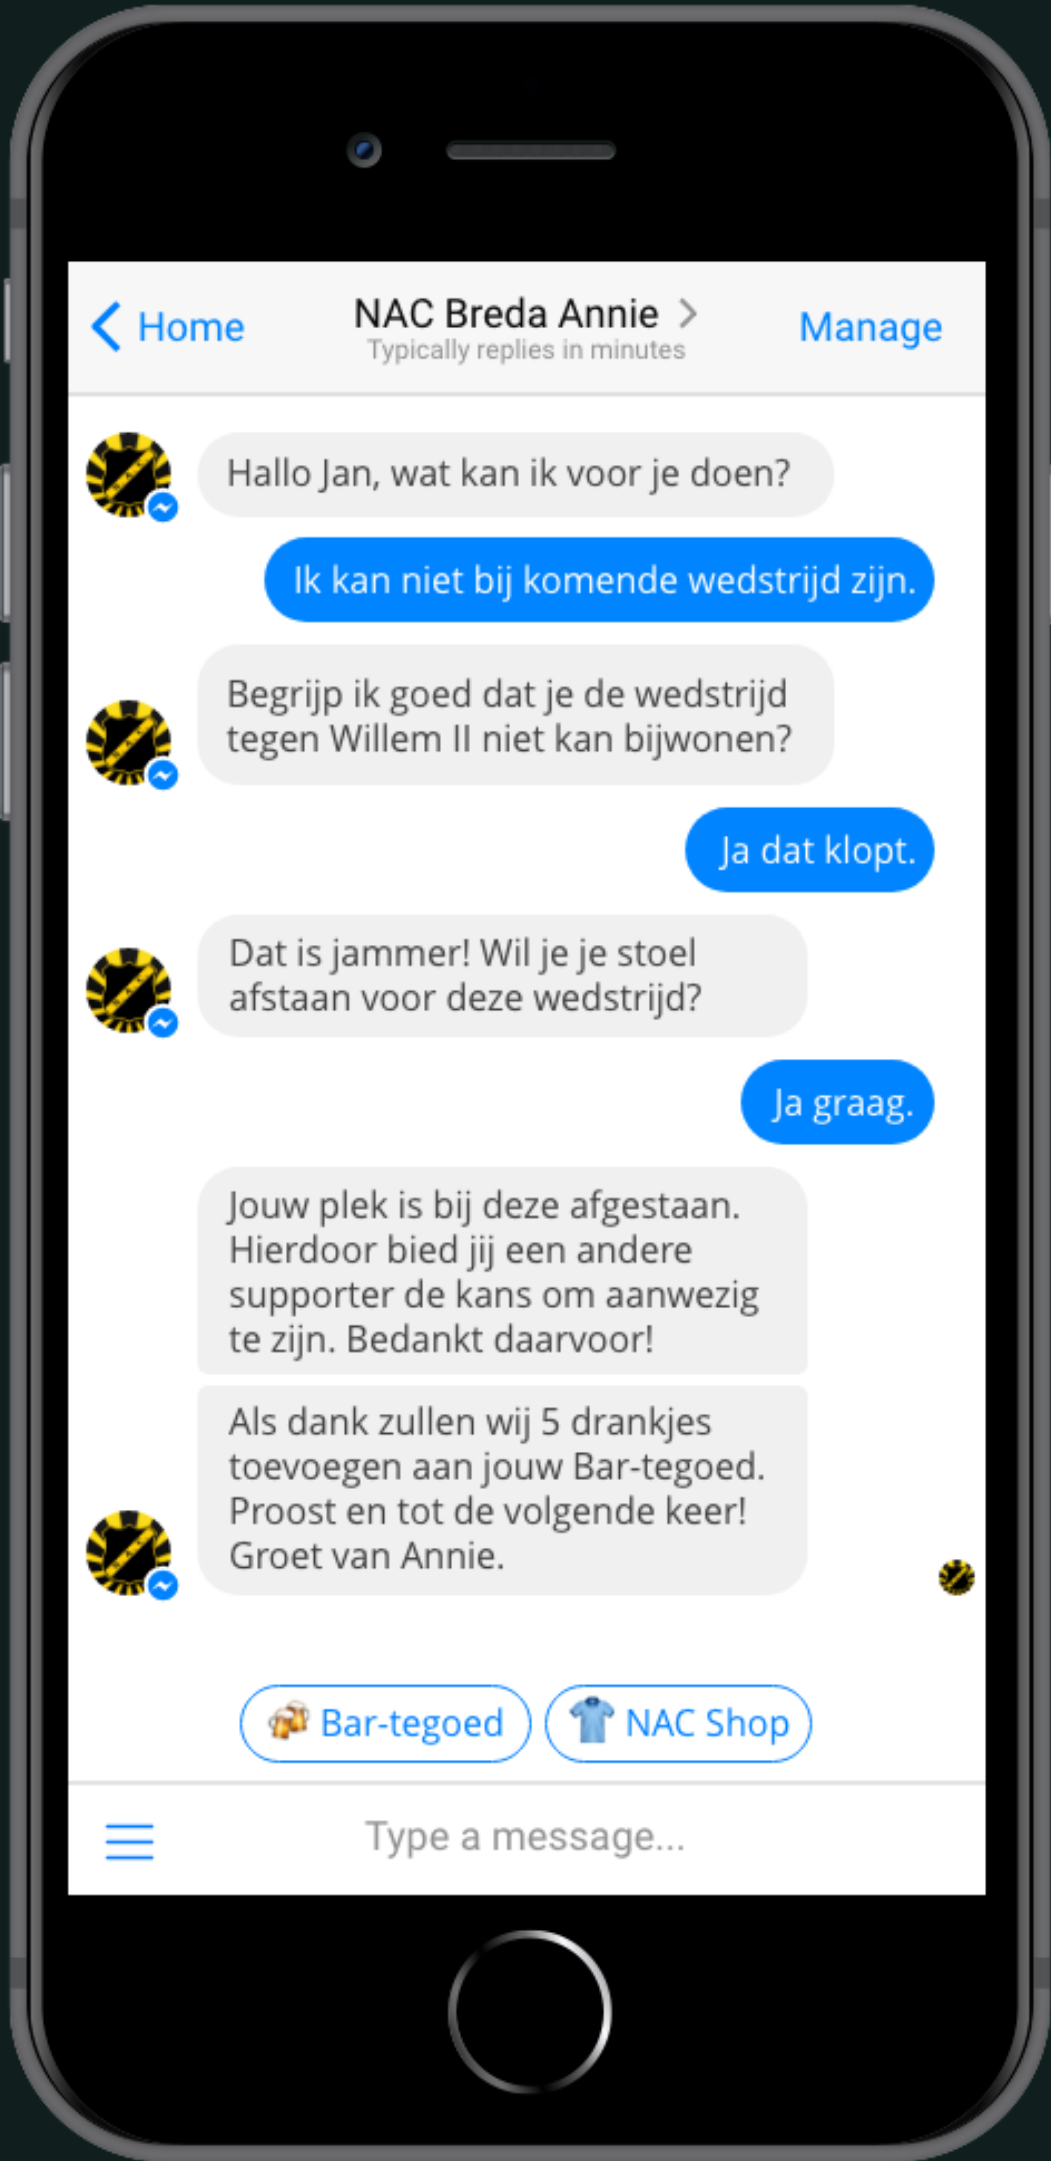 Home
NAC Breda Annie
Manage
Typically replies in minutes
Hallo Jan, wat kan ik voor je doen?
Ik kan niet bij komende wedstrijd zijn.
Begrijp ik goed dat je de wedstrijd
tegen Willem II niet kan bijwonen?
Ja dat klopt.
Dat is jammer! Wil je je stoel
afstaan voor deze wedstrijd?
Ja graag.
Jouw plek is bij deze afgestaan.
Hierdoor bied jij een andere
supporter de kans om aanwezig
te zijn. Bedankt daarvoor!
Als dank zullen wij 5 drankjes
toevoegen aan jouw Bar-tegoed.
Proost en tot de volgende keer!
Groet van Annie.
Bar-tegoed
NAC Shop
Type a message...